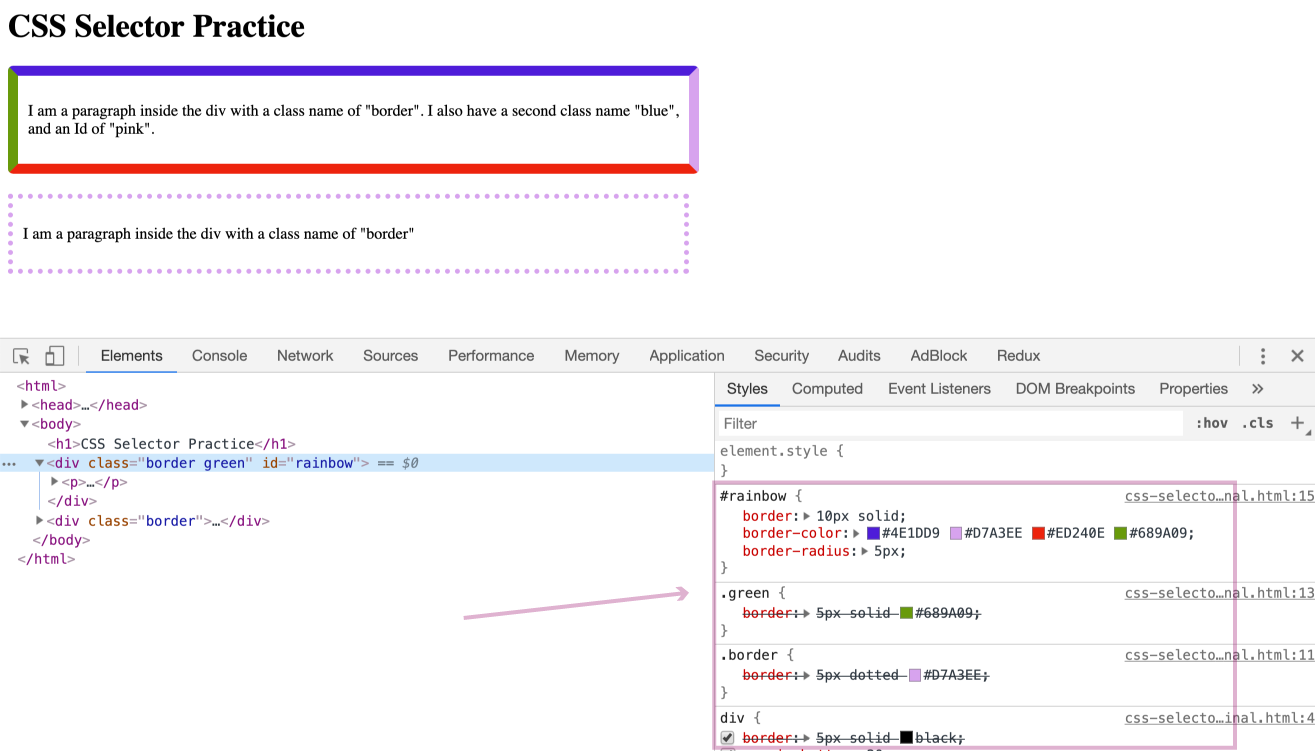 CSS Selector Practice
I am a paragraph inside the div with a class name of "border". I also have a second class name "blue",
and an Id of "pink".
I am a paragraph inside the div with a class name of "border"
Elements Console Network Sources Performance Memory Application Security Audits AdBlock Redux
<html>
<head>…</head>
<body>
<h1>CSS Selector Practice</h1>
<div class="border green" id="rainbow"> == $0
<p>…</p>
</div>
<div class="border">…</div>
</body>
</html>
Styles Computed Event Listeners DOM Breakpoints Properties »
Filter :hov .cls +
element.style {
}
#rainbow { css-selecto…nal.html:15
border: 10px solid;
border-color: #4E1DD9 #D7A3EE #ED240E #689A09;
border-radius: 5px;
}
.green { css-selecto…nal.html:13
border: 5px solid #689A09;
}
.border { css-selecto…nal.html:11
border: 5px dotted #D7A3EE;
}
div { css-selecto…inal.html:4
border: 5px solid black;